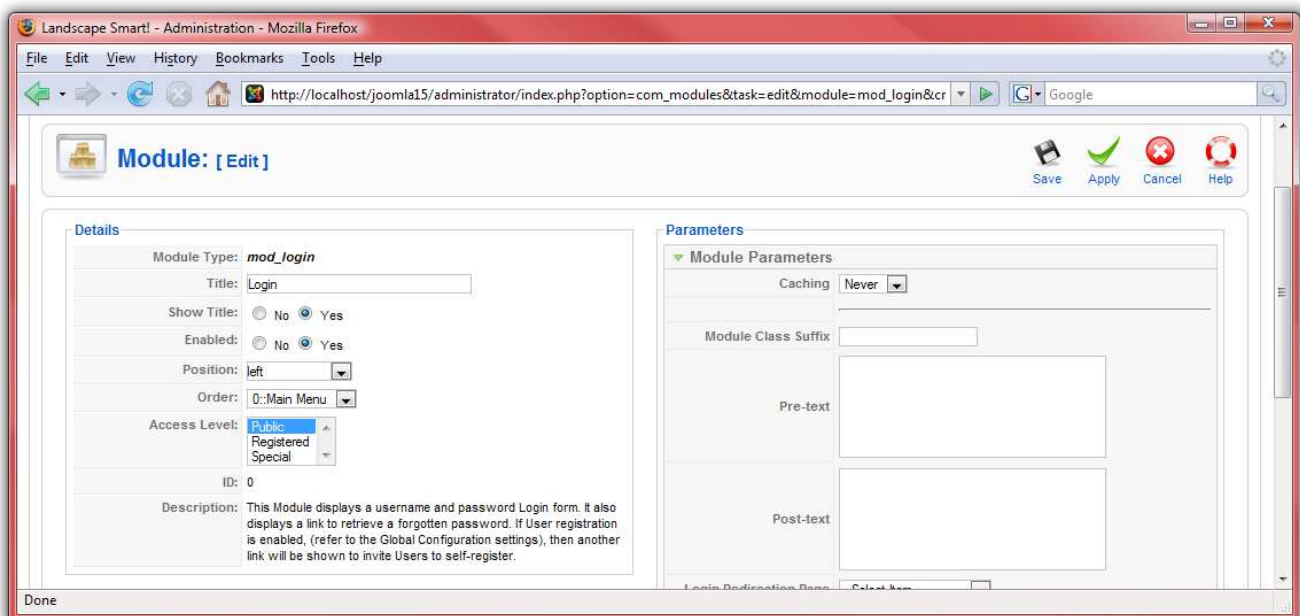 Landscape Smart! - Administration - Mozilla Firefox
File Edit View History Bookmarks Tools Help
http://localhost/joomla15/administrator/index.php?option=com_modules&task=edit&module=mod_login&cr
G Google
Module: [ Edit ]
Save Apply Cancel Help
Details
Module Type: mod_login
Title: Login
Show Title: No Yes
Enabled: No Yes
Position: left
Order: 0::Main Menu
Access Level: Public
Registered
Special
ID: 0
Description: This Module displays a username and password Login form. It also
displays a link to retrieve a forgotten password. If User registration
is enabled, (refer to the Global Configuration settings), then another
link will be shown to invite Users to self-register.
Parameters
Module Parameters
Caching Never
Module Class Suffix
Pre-text
Post-text
Login Redirection Page - Select Item -
Done